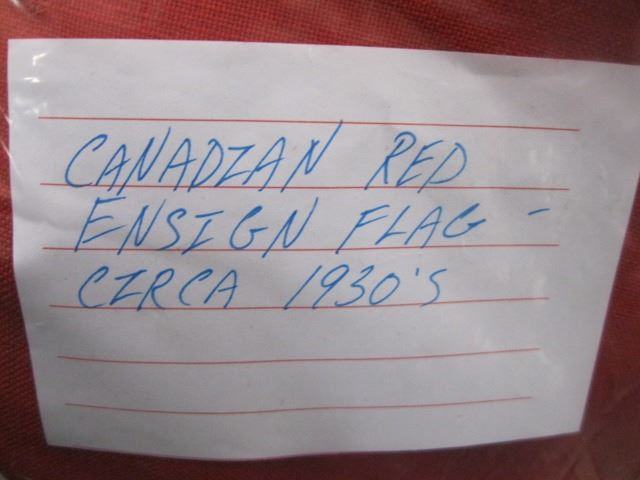 CANADIAN RED
ENSIGN FLAG -
CIRCA 1930'S